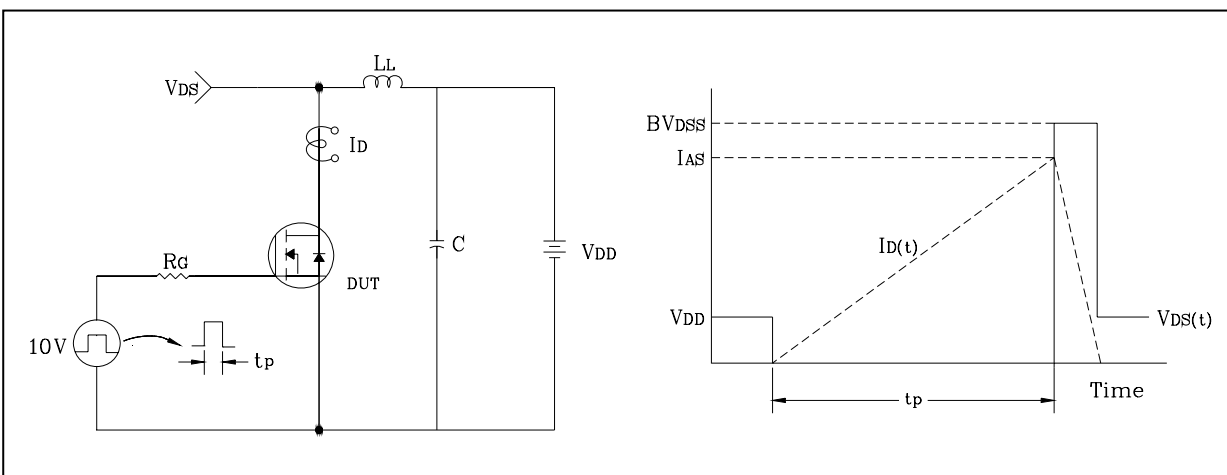 LL
VDS
ID
RG
C
VDD
DUT
10V
tp
BVDSS
IAS
ID(t)
VDD
VDS(t)
Time
tp